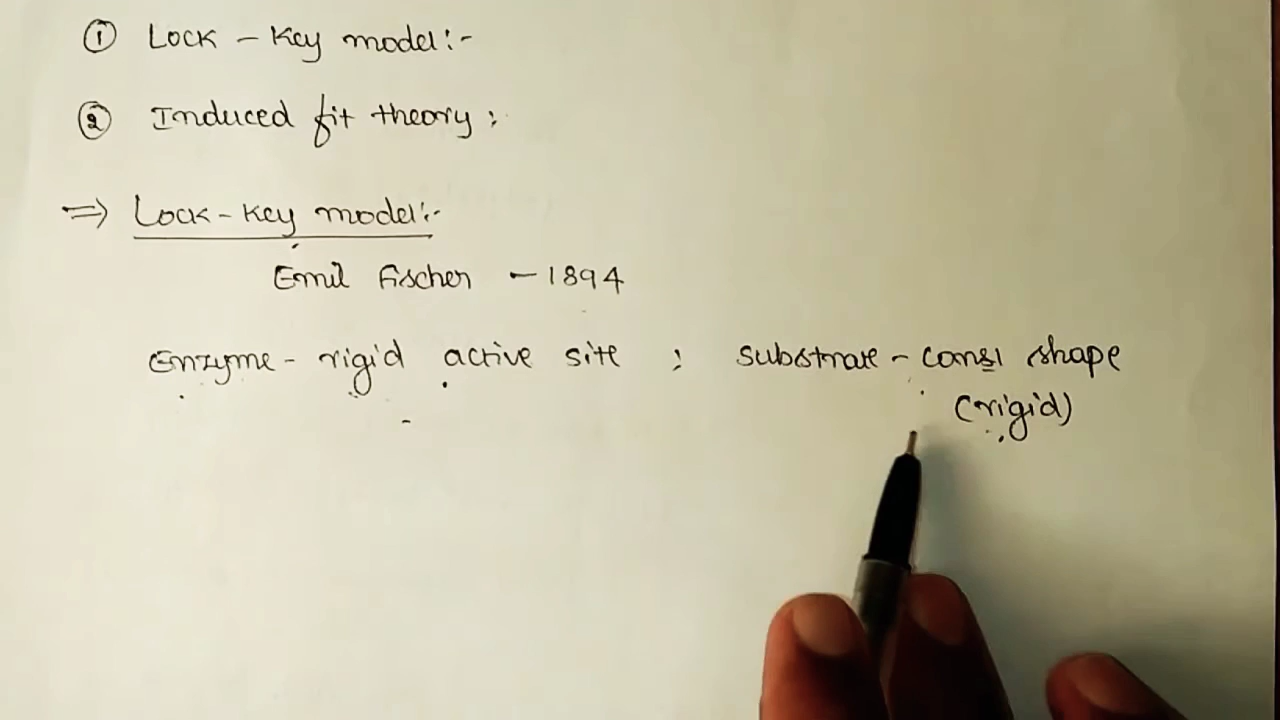 ① Lock - Key model:-
② Induced fit theory:
⇒ Lock-Key model:-
Emil Fischer - 1894
Enzyme - rigid active site ; substrate - const shape
(rigid)